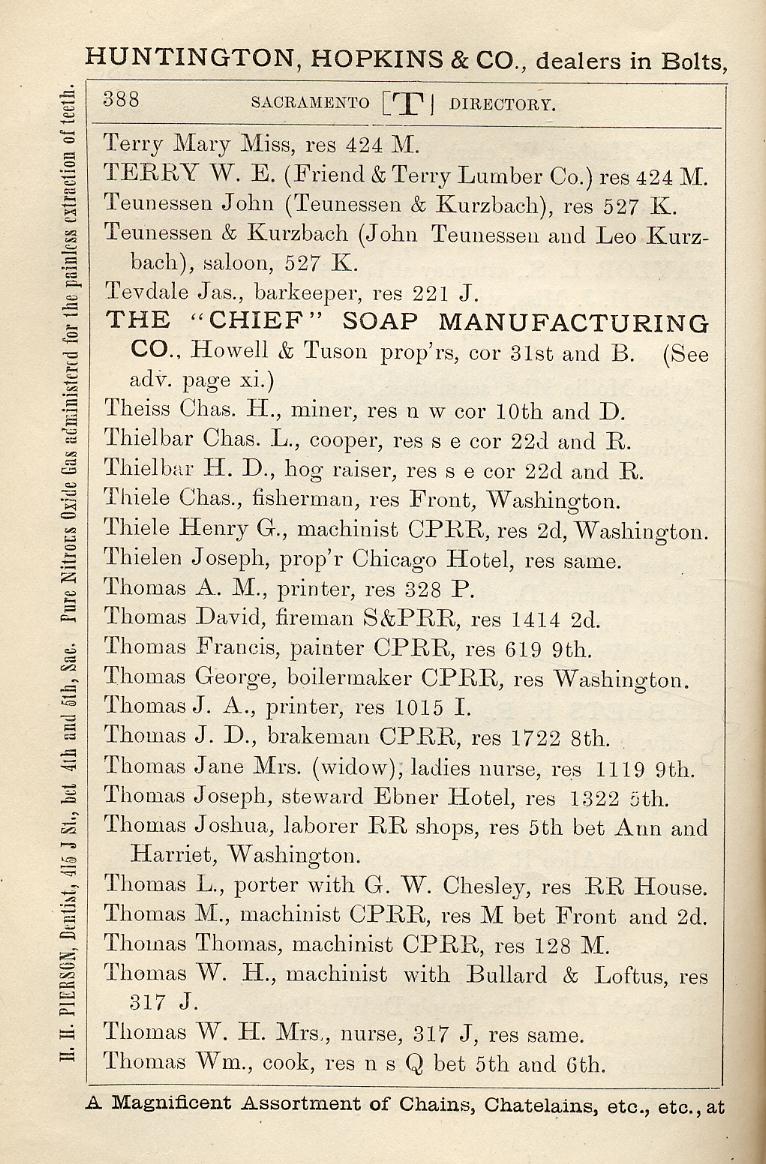 HUNTINGTON, HOPKINS & CO., dealers in Bolts,
388 SACRAMENTO [T] DIRECTORY.
Terry Mary Miss, res 424 M.
TERRY W. E. (Friend & Terry Lumber Co.) res 424 M.
Teunessen John (Teunessen & Kurzbach), res 527 K.
Teunessen & Kurzbach (John Teunessen and Leo Kurz-
bach), saloon, 527 K.
Tevdale Jas., barkeeper, res 221 J.
THE "CHIEF" SOAP MANUFACTURING
CO., Howell & Tuson prop'rs, cor 31st and B. (See
adv. page xi.)
Theiss Chas. H., miner, res n w cor 10th and D.
Thielbar Chas. L., cooper, res s e cor 22d and R.
Thielbar H. D., hog raiser, res s e cor 22d and R.
Thiele Chas., fisherman, res Front, Washington.
Thiele Henry G., machinist CPRR, res 2d, Washington.
Thielen Joseph, prop'r Chicago Hotel, res same.
Thomas A. M., printer, res 328 P.
Thomas David, fireman S&PRR, res 1414 2d.
Thomas Francis, painter CPRR, res 619 9th.
Thomas George, boilermaker CPRR, res Washington.
Thomas J. A., printer, res 1015 I.
Thomas J. D., brakeman CPRR, res 1722 8th.
Thomas Jane Mrs. (widow), ladies nurse, res 1119 9th.
Thomas Joseph, steward Ebner Hotel, res 1322 5th.
Thomas Joshua, laborer RR shops, res 5th bet Ann and
Harriet, Washington.
Thomas L., porter with G. W. Chesley, res RR House.
Thomas M., machinist CPRR, res M bet Front and 2d.
Thomas Thomas, machinist CPRR, res 128 M.
Thomas W. H., machinist with Bullard & Loftus, res
317 J.
Thomas W. H. Mrs., nurse, 317 J, res same.
Thomas Wm., cook, res n s Q bet 5th and 6th.
A Magnificent Assortment of Chains, Chatelains, etc., etc., at
H. H. PIERSON, Dentist, 415 J St., bet 4th and 5th, Sac. Pure Nitrous Oxide Gas administered for the painless extraction of teeth.